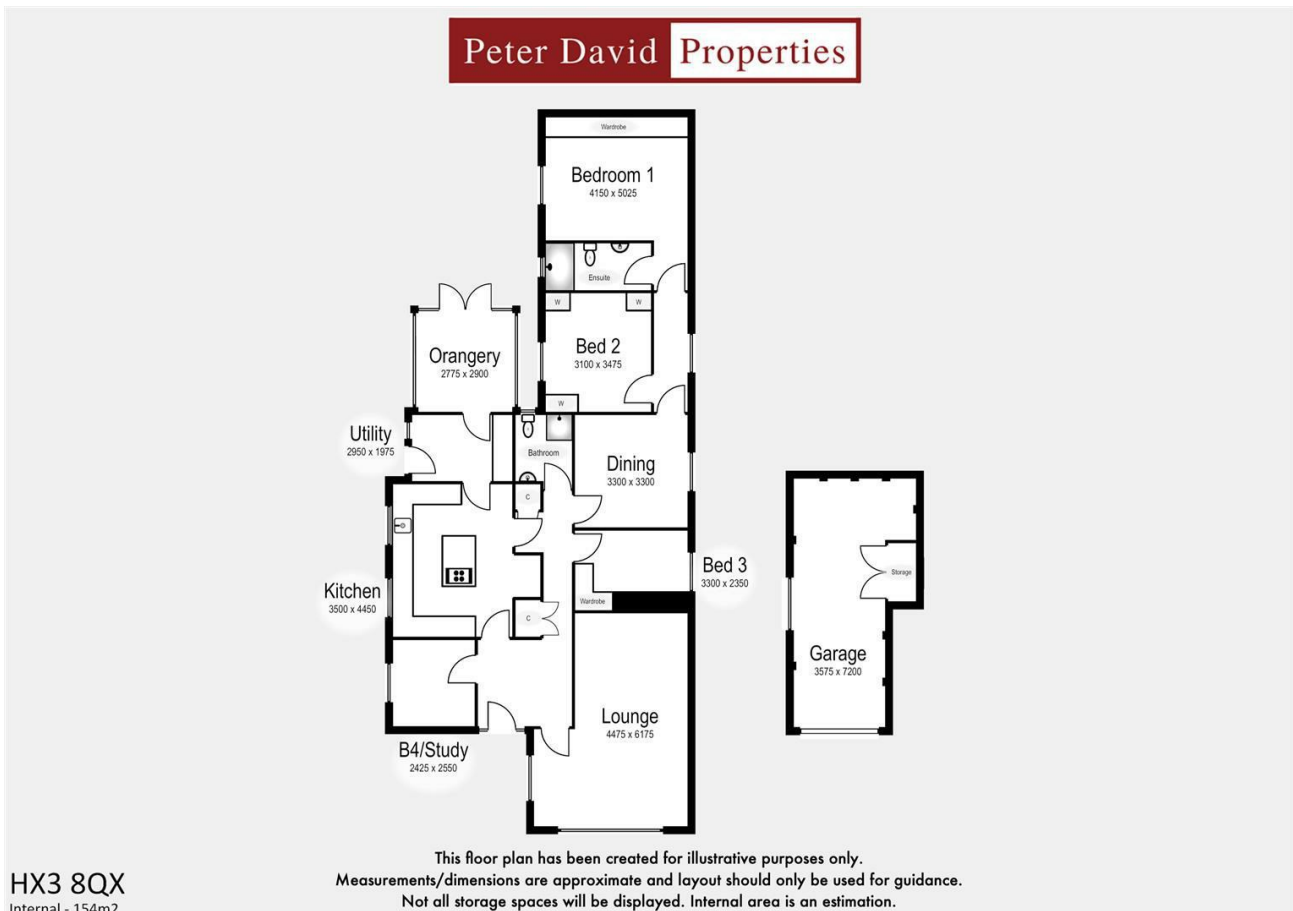 Peter David Properties
Wardrobe
Bedroom 1
4150 x 5025
Ensuite
W
W
Bed 2
3100 x 3475
W
Orangery
2775 x 2900
Utility
2950 x 1975
Bathroom
Dining
3300 x 3300
C
Bed 3
3300 x 2350
Wardrobe
Kitchen
3500 x 4450
C
Storage
Garage
3575 x 7200
Lounge
4475 x 6175
B4/Study
2425 x 2550
This floor plan has been created for illustrative purposes only.
Measurements/dimensions are approximate and layout should only be used for guidance.
Not all storage spaces will be displayed. Internal area is an estimation.
HX3 8QX
Internal - 154m2